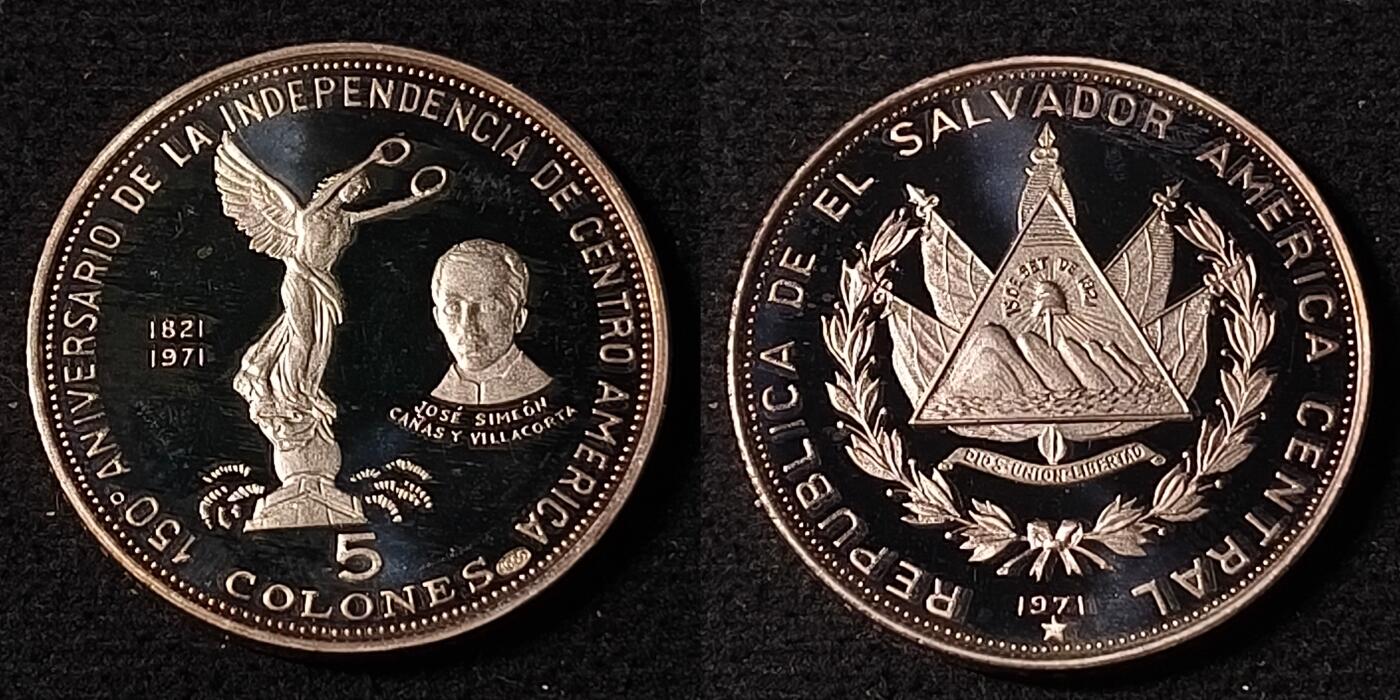 150° ANIVERSARIO DE LA INDEPENDENCIA DE CENTRO AMERICA
1821
1971
JOSÉ SIMEÓN
CAÑAS Y VILLACORTA
5
COLONES
REPUBLICA DE EL SALVADOR AMERICA CENTRAL
15 DE SET DE 1821
DIOS UNION LIBERTAD
1971